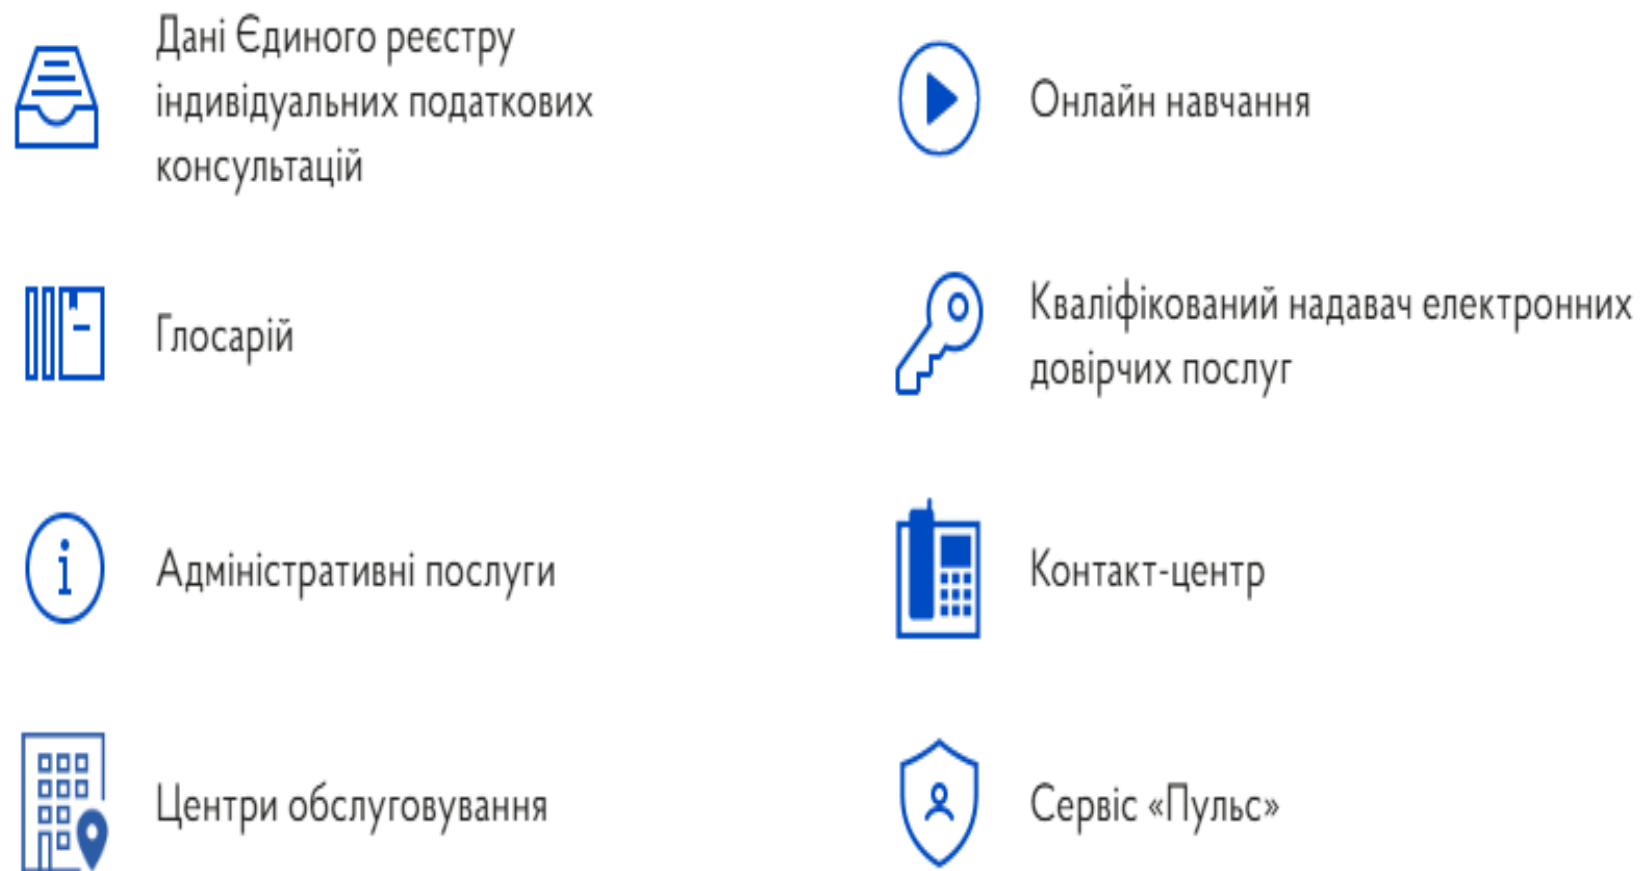 Дані Єдиного реєстру
індивідуальних податкових
консультацій
Онлайн навчання
Глосарій
Кваліфікований надавач електронних
довірчих послуг
Адміністративні послуги
Контакт-центр
Центри обслуговування
Сервіс «Пульс»